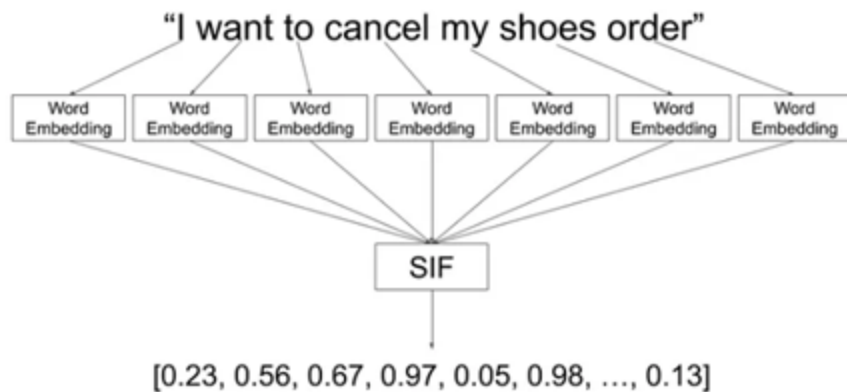 “I want to cancel my shoes order”
Word Word Word Word Word Word Word
Embedding Embedding Embedding Embedding Embedding Embedding Embedding
SIF
[0.23, 0.56, 0.67, 0.97, 0.05, 0.98, ..., 0.13]